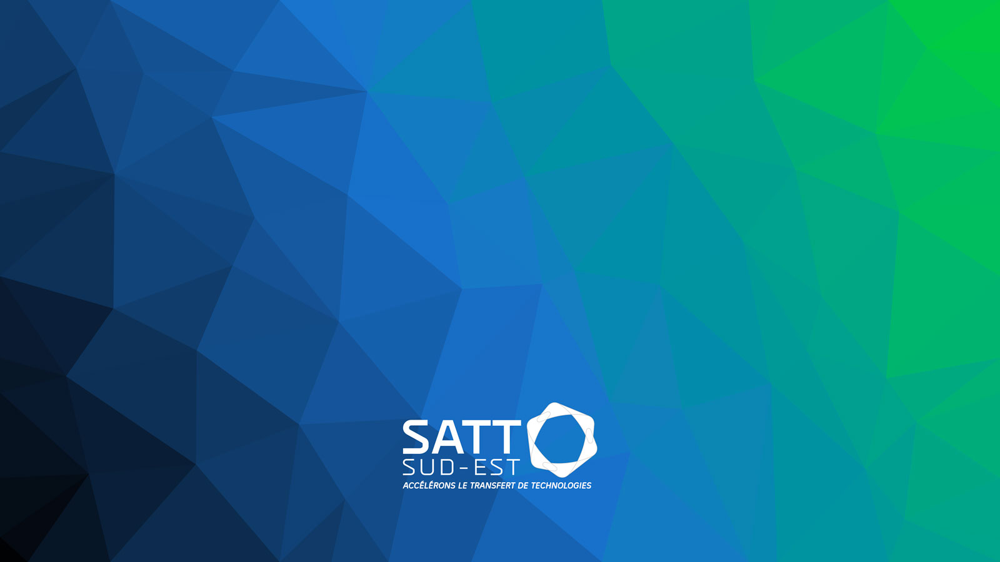 SATT
SUD-EST
ACCÉLÉRONS LE TRANSFERT DE TECHNOLOGIES